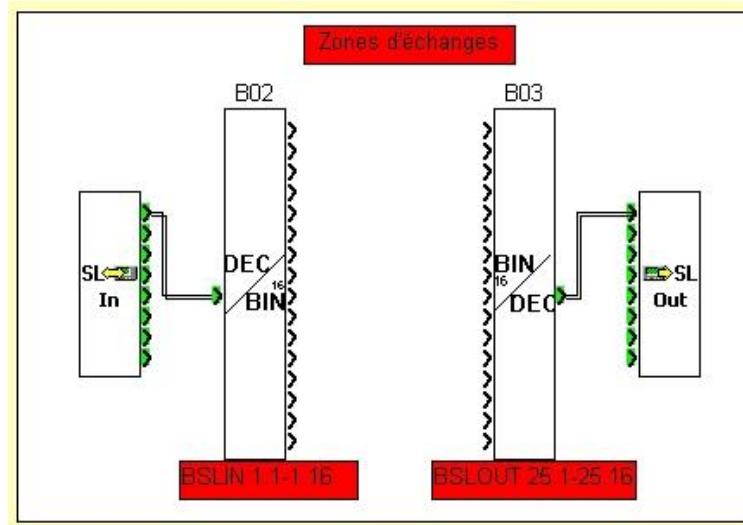 Zones d'échanges
B02
B03
DEC
16
BIN
SL
In
BIN
16
DEC
SL
Out
BSLIN 1.1-1.16
BSLOUT 25.1-25.16